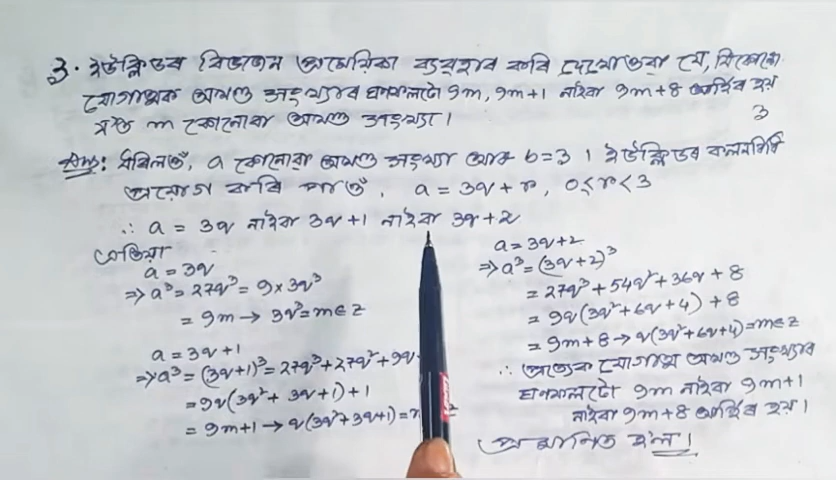 3. ইউক্লিডৰ বিভাজন প্ৰমেয়িকা ব্যৱহাৰ কৰি দেখুওৱা যে, যিকোনো
যোগাত্মক অখণ্ড সংখ্যাৰ ঘনফলটো 9m, 9m+1 নাইবা 9m+8 আৰ্হিৰ হয়
য'ত m কোনোবা অখণ্ড সংখ্যা। 3
Ans: ধৰিলওঁ, a কোনোবা অখণ্ড সংখ্যা আৰু b=3। ইউক্লিডৰ কলনবিধি
প্ৰয়োগ কৰি পাওঁ, a = 3q + r, 0≤r<3
∴ a = 3q নাইবা 3q+1 নাইবা 3q+2
এতিয়া
a = 3q
⇒ a³ = 27q³ = 9×3q³
= 9m → 3q³=m∈z
a = 3q+1
⇒ a³ = (3q+1)³ = 27q³+27q²+9q
= 9q(3q²+3q+1)+1
= 9m+1 → q(3q²+3q+1)=
a = 3q+2
⇒ a³ = (3q+2)³
= 27q³+54q²+36q+8
= 9q(3q²+6q+4)+8
= 9m+8 → q(3q²+6q+4)=m∈z
∴ প্ৰত্যেক যোগাত্ম অখণ্ড সংখ্যাৰ
ঘণফলটো 9m নাইবা 9m+1
নাইবা 9m+8 আৰ্হিৰ হয়।
প্ৰমাণিত হ'ল।